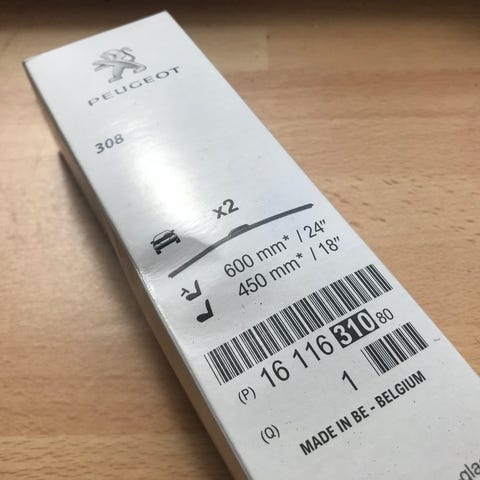 PEUGEOT
308
x2
600 mm* / 24"
450 mm* / 18"
(P) 16 116 310 80
(Q) 1
MADE IN BE - BELGIUM